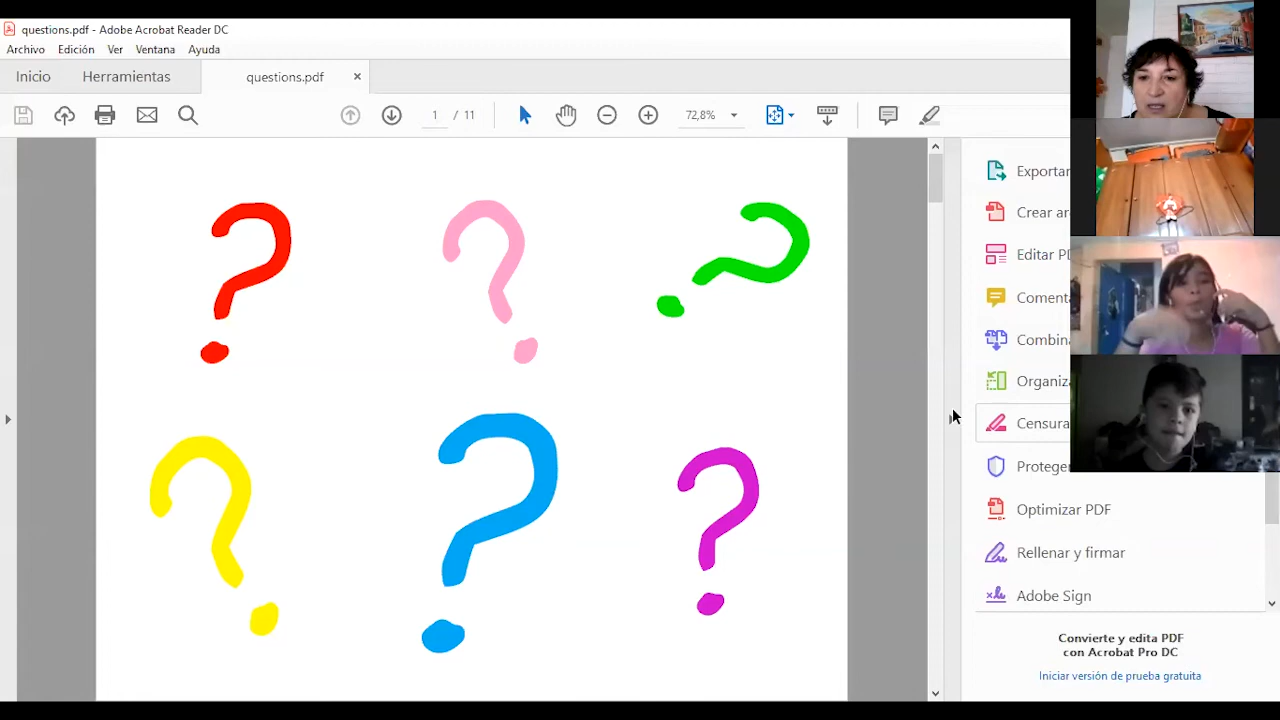 questions.pdf - Adobe Acrobat Reader DC
Archivo Edición Ver Ventana Ayuda
Inicio Herramientas questions.pdf ×
1 / 11 72,8%
Exportar
Crear ar
Editar PD
Comenta
Combina
Organiza
Censura
Proteger
Optimizar PDF
Rellenar y firmar
Adobe Sign
Convierte y edita PDF
con Acrobat Pro DC
Iniciar versión de prueba gratuita
? ? ?
? ? ?